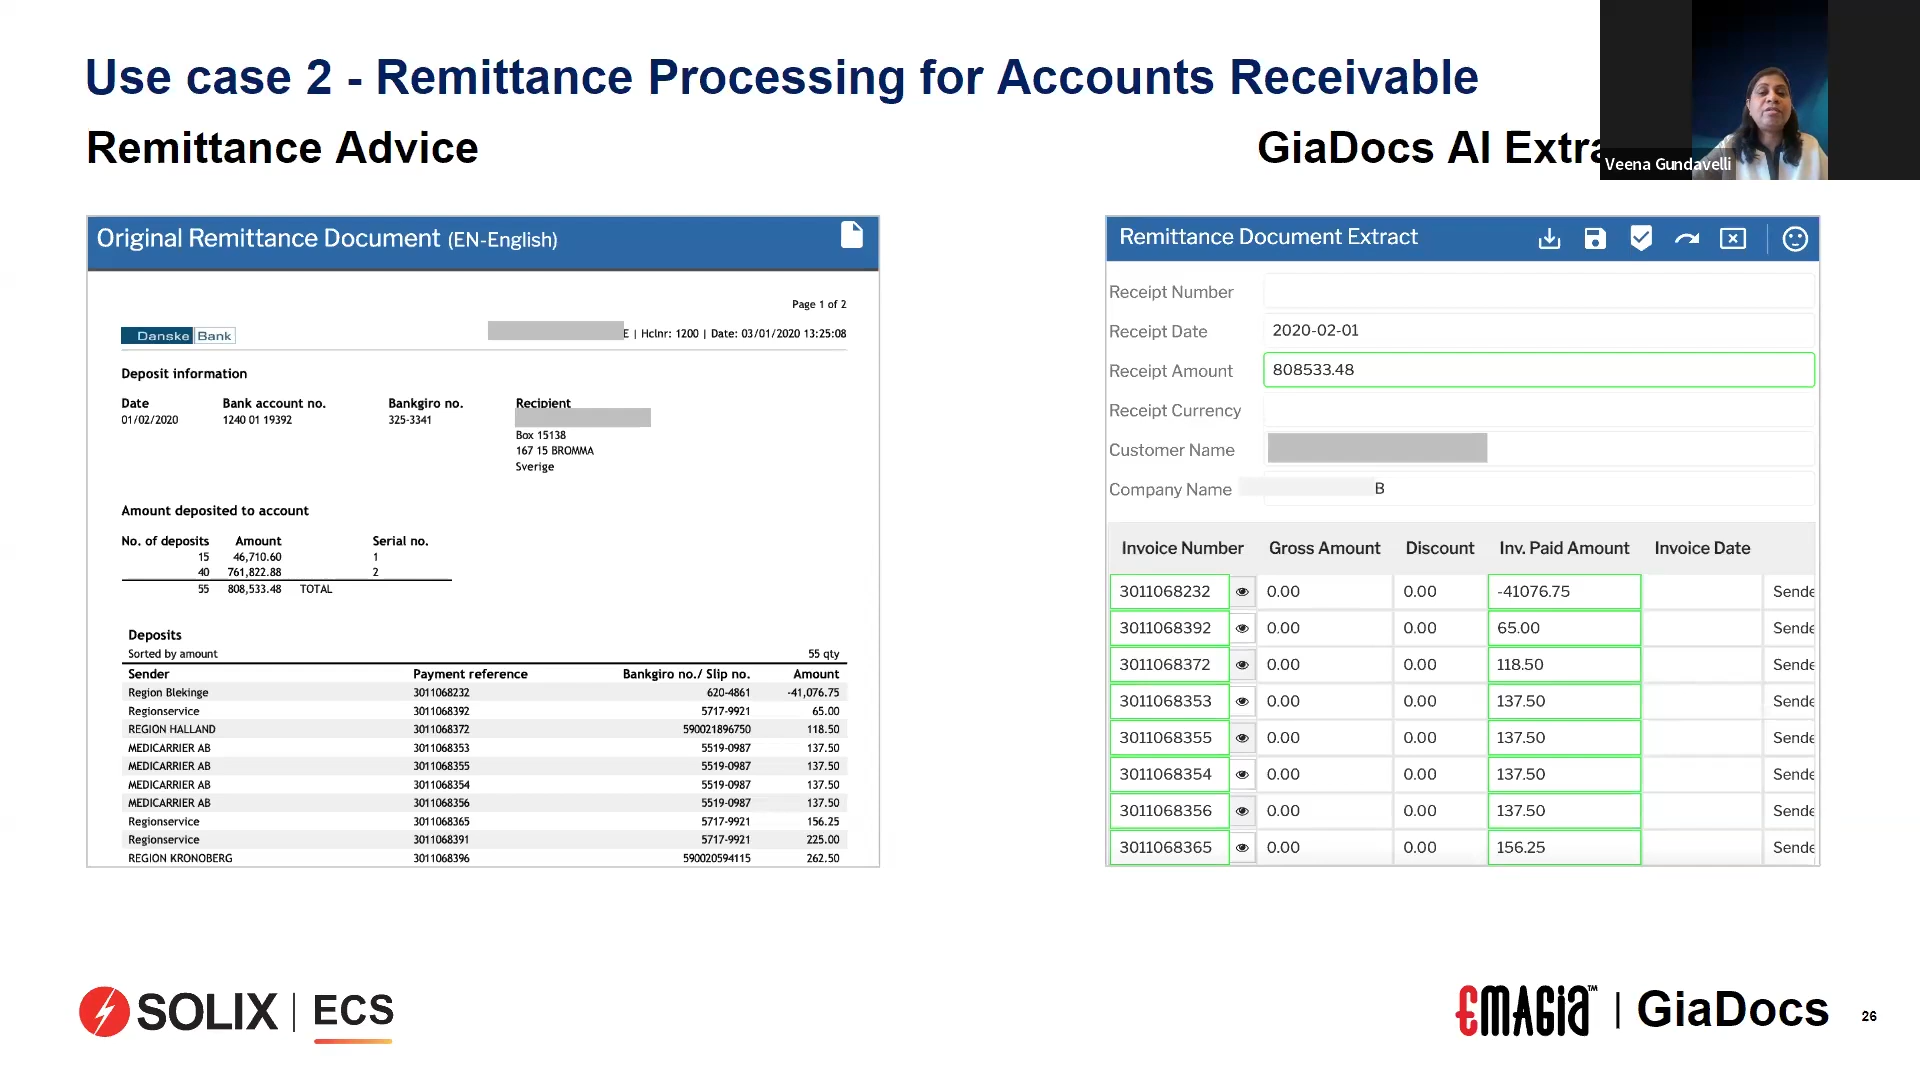 Use case 2 - Remittance Processing for Accounts Receivable
Remittance Advice
GiaDocs AI Extra
Veena Gundavelli
Original Remittance Document (EN-English)
Page 1 of 2
Danske Bank
E | Hclnr: 1200 | Date: 03/01/2020 13:25:08
Deposit information
Date Bank account no. Bankgiro no. Recipient
01/02/2020 1240 01 19392 325-3341
Box 15138
167 15 BROMMA
Sverige
Amount deposited to account
No. of deposits Amount Serial no.
15 46,710.60 1
40 761,822.88 2
55 808,533.48 TOTAL
Deposits
Sorted by amount 55 qty
Sender Payment reference Bankgiro no./ Slip no. Amount
Region Blekinge 3011068232 620-4861 -41,076.75
Regionservice 3011068392 5717-9921 65.00
REGION HALLAND 3011068372 590021896750 118.50
MEDICARRIER AB 3011068353 5519-0987 137.50
MEDICARRIER AB 3011068355 5519-0987 137.50
MEDICARRIER AB 3011068354 5519-0987 137.50
MEDICARRIER AB 3011068356 5519-0987 137.50
Regionservice 3011068365 5717-9921 156.25
Regionservice 3011068391 5717-9921 225.00
REGION KRONOBERG 3011068396 590020594115 262.50
Remittance Document Extract
Receipt Number
Receipt Date 2020-02-01
Receipt Amount 808533.48
Receipt Currency
Customer Name
Company Name B
Invoice Number Gross Amount Discount Inv. Paid Amount Invoice Date
3011068232 0.00 0.00 -41076.75 Sende
3011068392 0.00 0.00 65.00 Sende
3011068372 0.00 0.00 118.50 Sende
3011068353 0.00 0.00 137.50 Sende
3011068355 0.00 0.00 137.50 Sende
3011068354 0.00 0.00 137.50 Sende
3011068356 0.00 0.00 137.50 Sende
3011068365 0.00 0.00 156.25 Sende
SOLIX | ECS
EMAGIA™ | GiaDocs
26